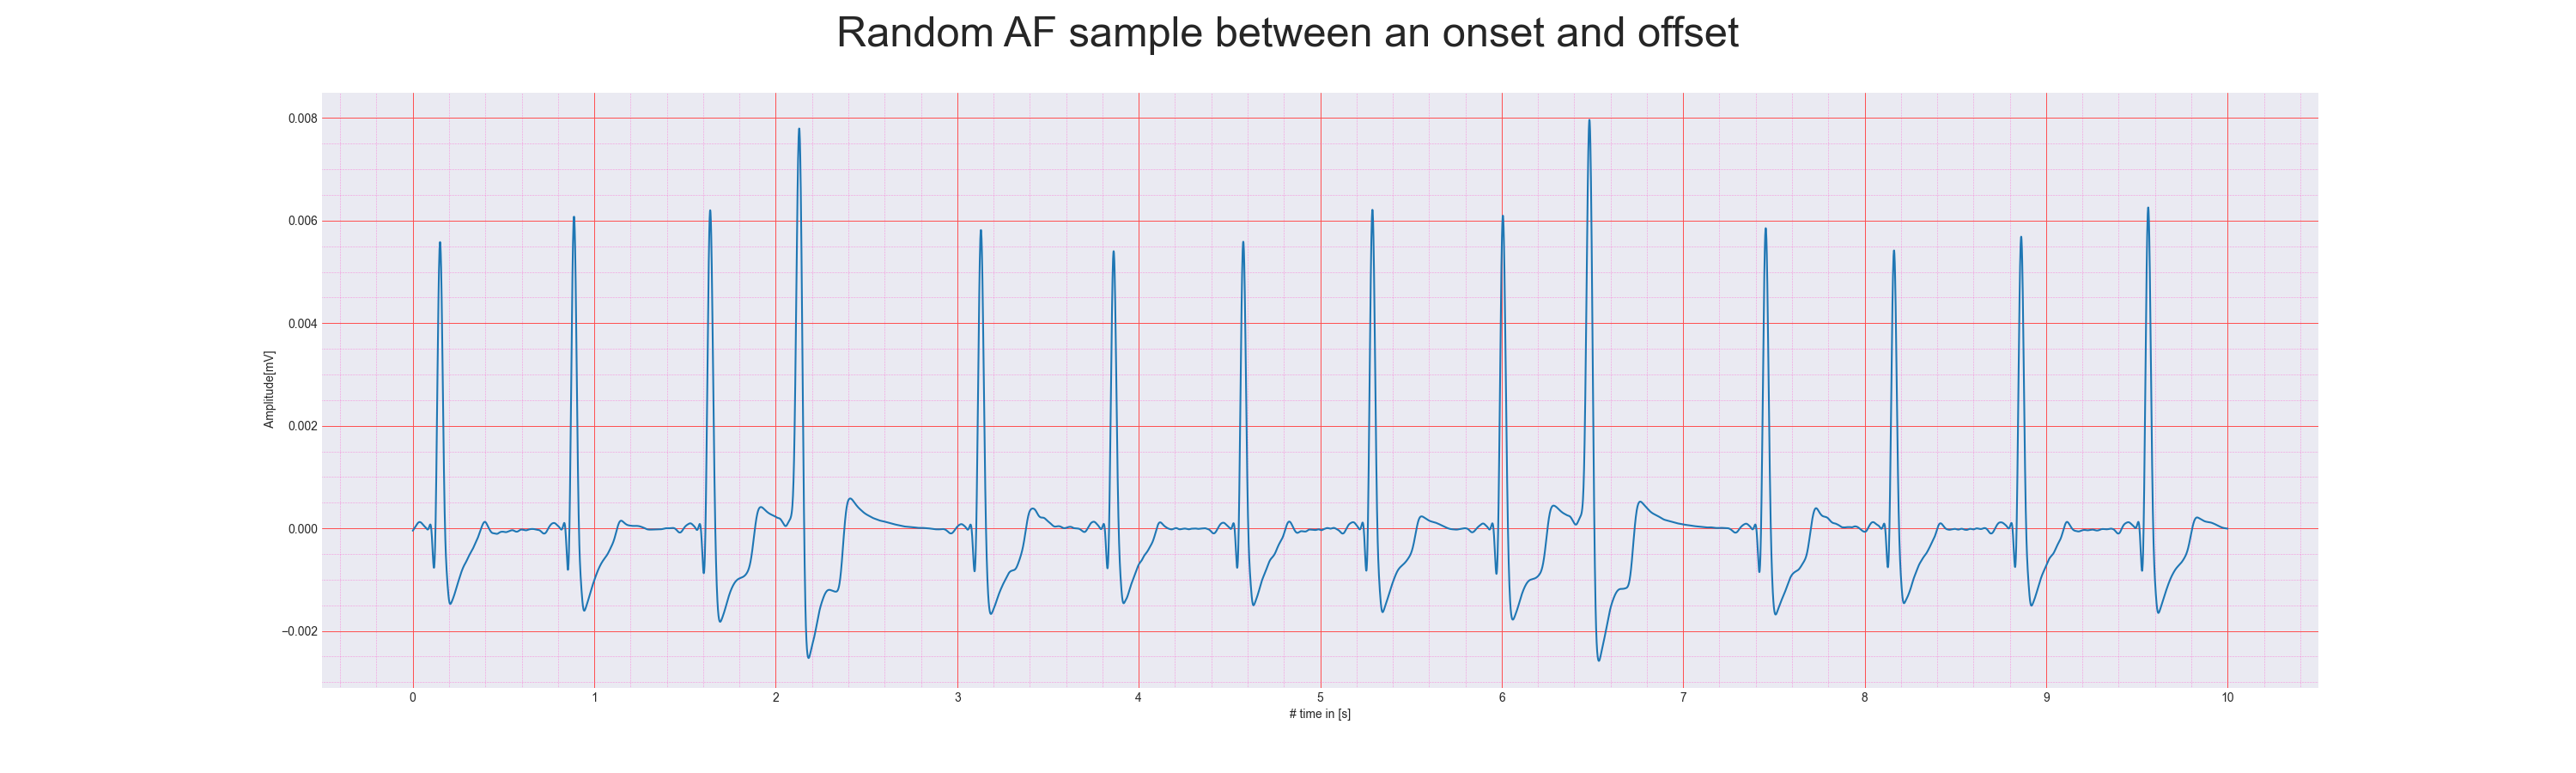 Random AF sample between an onset and offset
0.008
0.006
0.004
0.002
0.000
−0.002
Amplitude[mV]
0 1 2 3 4 5 6 7 8 9 10
# time in [s]